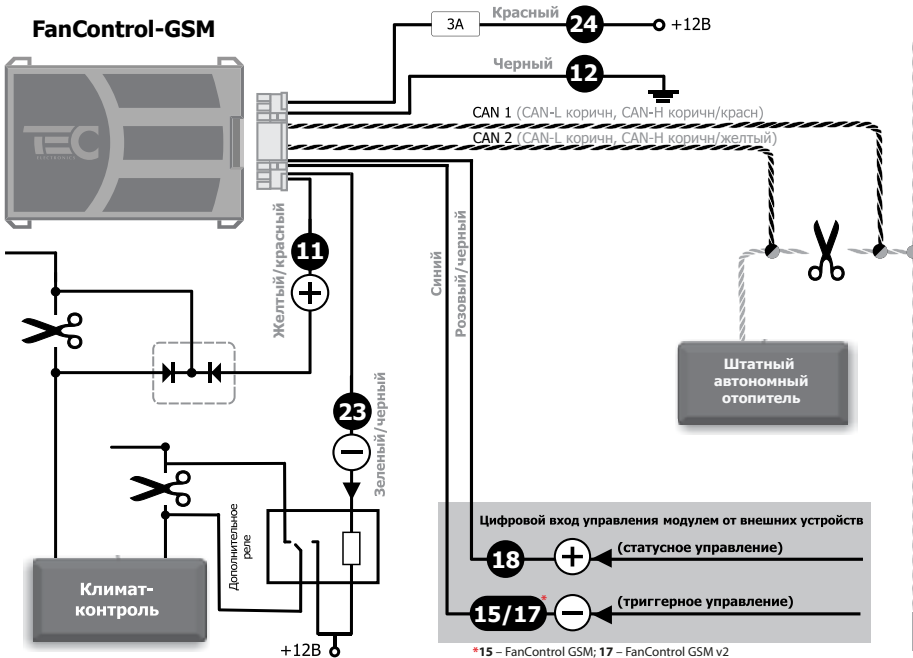 FanControl-GSM
3А
Красный
24
+12В
Черный
12
CAN 1 (CAN-L коричн, CAN-H коричн/красн)
CAN 2 (CAN-L коричн, CAN-H коричн/желтый)
TEC
ELECTRONICS
Желтый/красный
11
Синий
Розовый/черный
Штатный
автономный
отопитель
23
Зеленый/черный
Дополнительное
реле
Климат-
контроль
+12В
Цифровой вход управления модулем от внешних устройств
18
(статусное управление)
15/17*
(триггерное управление)
*15 – FanControl GSM; 17 – FanControl GSM v2